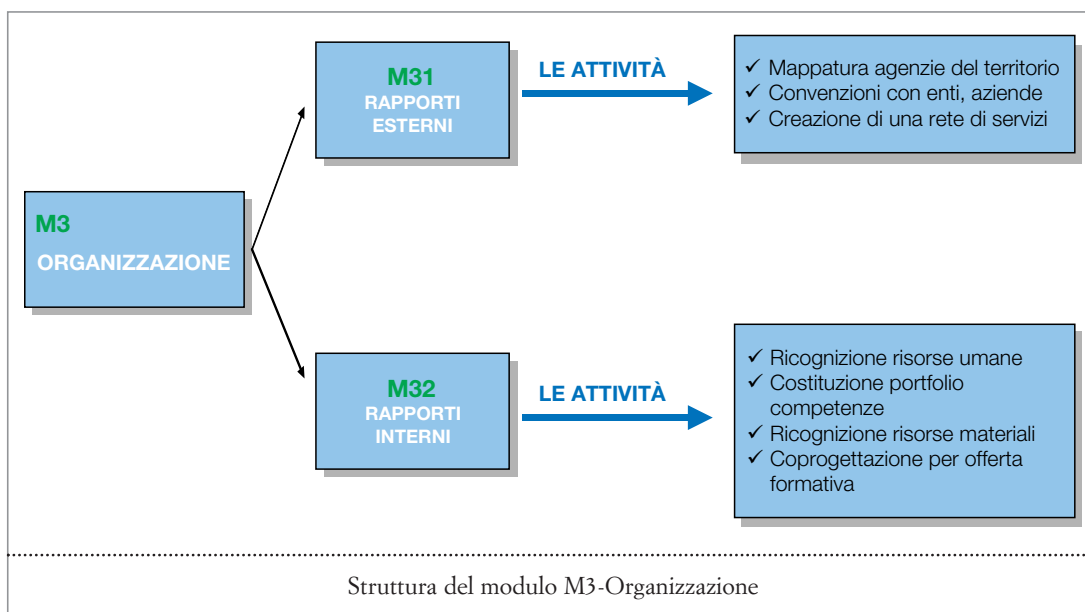 M3
ORGANIZZAZIONE
M31
RAPPORTI
ESTERNI
LE ATTIVITÀ
✓ Mappatura agenzie del territorio
✓ Convenzioni con enti, aziende
✓ Creazione di una rete di servizi
M32
RAPPORTI
INTERNI
LE ATTIVITÀ
✓ Ricognizione risorse umane
✓ Costituzione portfolio
competenze
✓ Ricognizione risorse materiali
✓ Coprogettazione per offerta
formativa
Struttura del modulo M3-Organizzazione